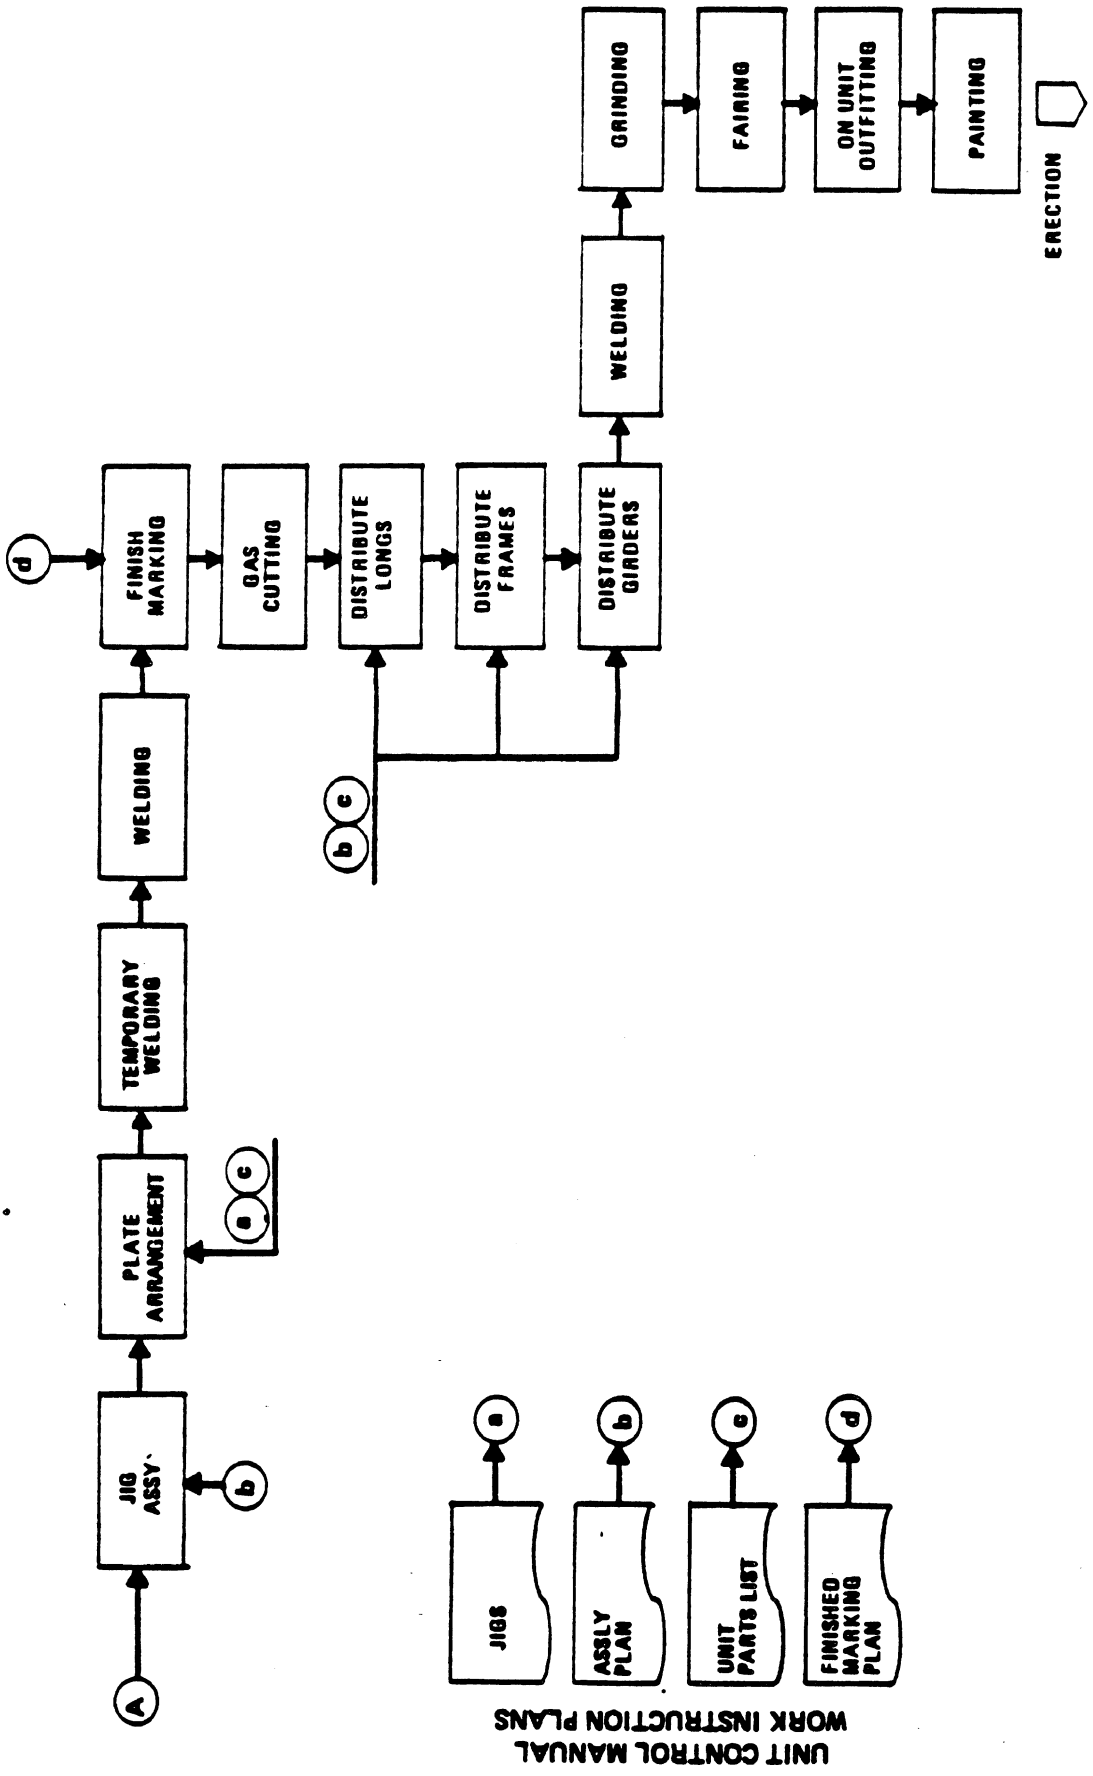 A
JIG
ASSY.
b
PLATE
ARRANGEMENT
a c
TEMPORARY
WELDING
WELDING
d
FINISH
MARKING
GAS
CUTTING
b c
DISTRIBUTE
LONGS
DISTRIBUTE
FRAMES
DISTRIBUTE
GIRDERS
WELDING
GRINDING
FAIRING
ON UNIT
OUTFITTING
PAINTING
ERECTION
UNIT CONTROL MANUAL
WORK INSTRUCTION PLANS
JIGS
a
ASSLY
PLAN
b
UNIT
PARTS LIST
c
FINISHED
MARKING
PLAN
d